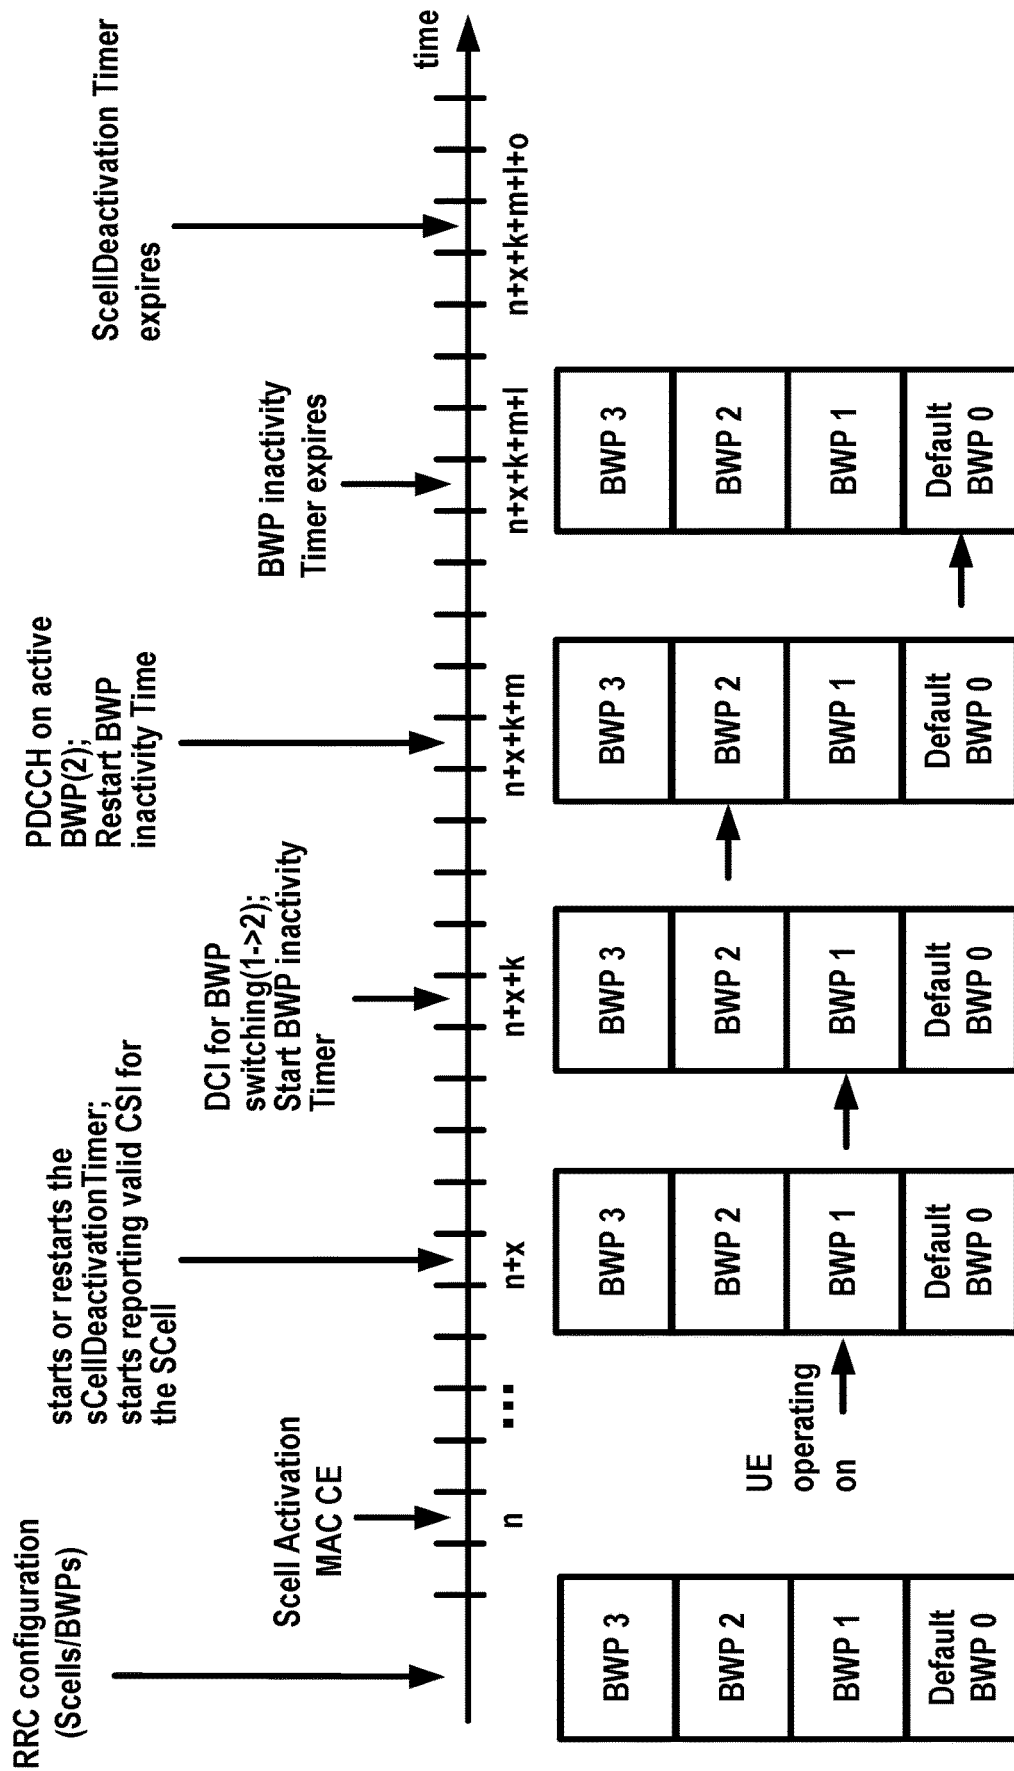 RRC configuration
(Scells/BWPs)
Scell Activation
MAC CE
starts or restarts the
sCellDeactivationTimer;
starts reporting valid CSI for
the SCell
DCI for BWP
switching(1->2);
Start BWP inactivity
Timer
PDCCH on active
BWP(2);
Restart BWP
inactivity Time
BWP inactivity
Timer expires
ScellDeactivation Timer
expires
time
n
...
n+x
n+x+k
n+x+k+m
n+x+k+m+l
n+x+k+m+l+o
BWP 3
BWP 2
BWP 1
Default
BWP 0
UE
operating
on
BWP 3
BWP 2
BWP 1
Default
BWP 0
BWP 3
BWP 2
BWP 1
Default
BWP 0
BWP 3
BWP 2
BWP 1
Default
BWP 0
BWP 3
BWP 2
BWP 1
Default
BWP 0